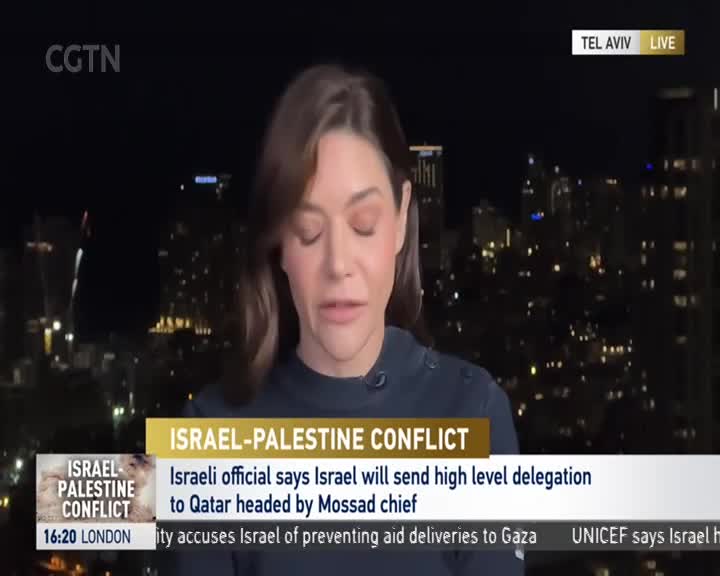 CGTN
TEL AVIV LIVE
ISRAEL-PALESTINE CONFLICT
ISRAEL-
PALESTINE
CONFLICT
Israeli official says Israel will send high level delegation
to Qatar headed by Mossad chief
16:20 LONDON
ity accuses Israel of preventing aid deliveries to Gaza UNICEF says Israel h